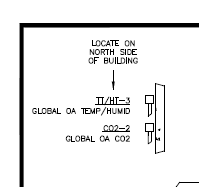 LOCATE ON
NORTH SIDE
OF BUILDING
TT/HT-3
GLOBAL OA TEMP/HUMID
CO2-2
GLOBAL OA CO2